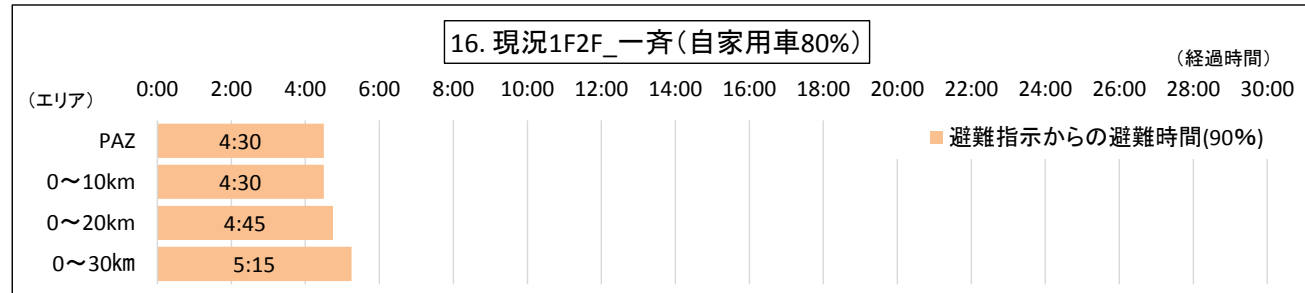 16. 現況1F2F_一斉(自家用車80%)
(経過時間)
(エリア) 0:00 2:00 4:00 6:00 8:00 10:00 12:00 14:00 16:00 18:00 20:00 22:00 24:00 26:00 28:00 30:00
PAZ 4:30 避難指示からの避難時間(90%)
0～10km 4:30
0～20km 4:45
0～30㎞ 5:15